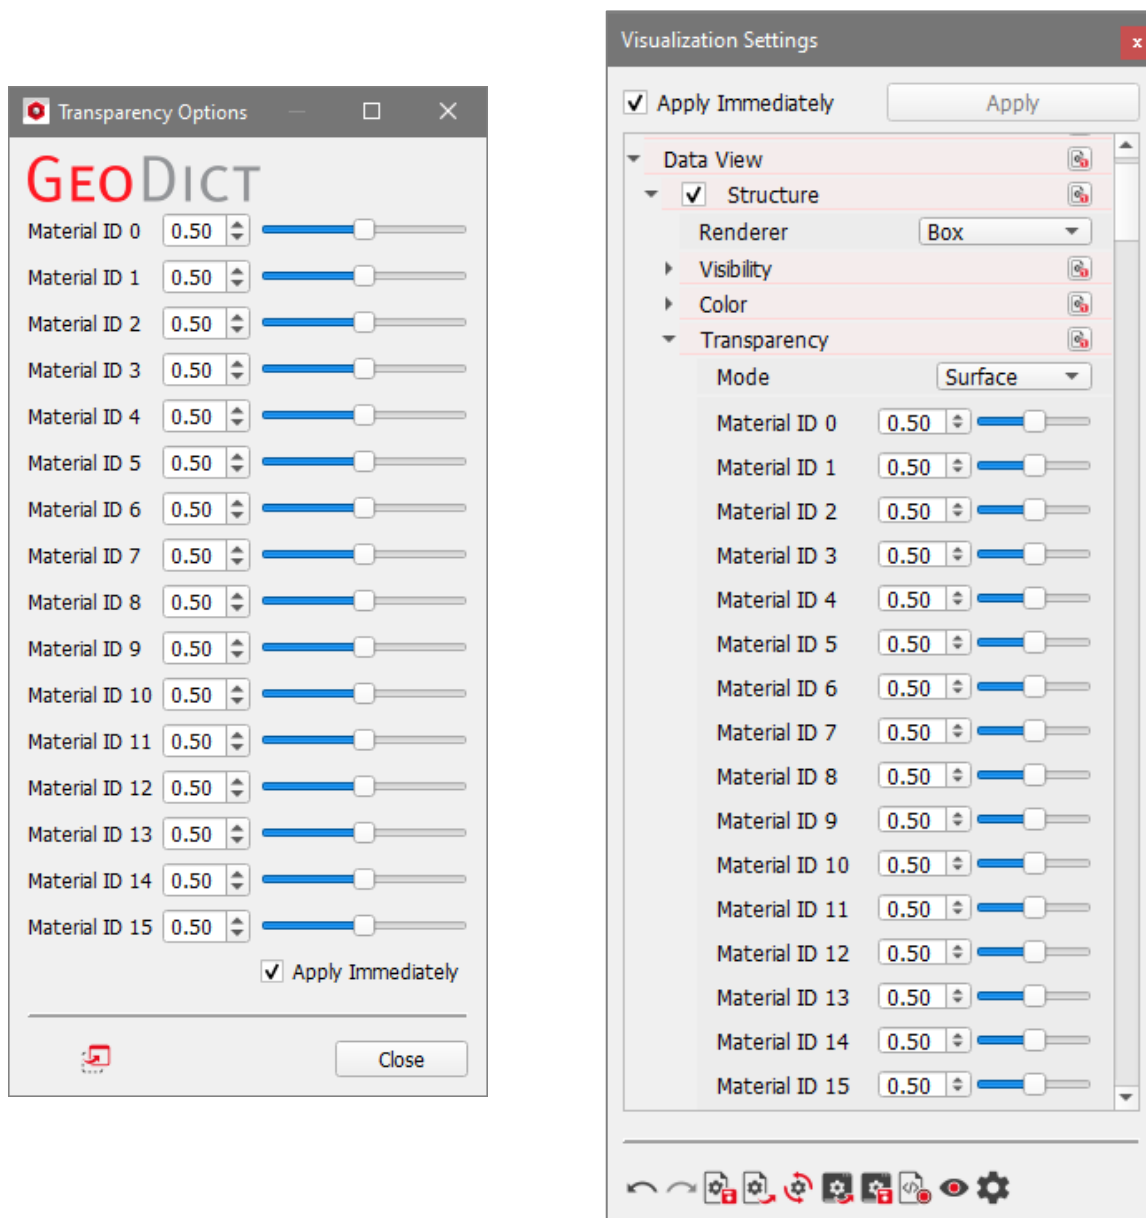 Transparency Options
GEODICT
Material ID 0 0.50
Material ID 1 0.50
Material ID 2 0.50
Material ID 3 0.50
Material ID 4 0.50
Material ID 5 0.50
Material ID 6 0.50
Material ID 7 0.50
Material ID 8 0.50
Material ID 9 0.50
Material ID 10 0.50
Material ID 11 0.50
Material ID 12 0.50
Material ID 13 0.50
Material ID 14 0.50
Material ID 15 0.50
Apply Immediately
Close
Visualization Settings
x
Apply Immediately Apply
Data View
Structure
Renderer Box
Visibility
Color
Transparency
Mode Surface
Material ID 0 0.50
Material ID 1 0.50
Material ID 2 0.50
Material ID 3 0.50
Material ID 4 0.50
Material ID 5 0.50
Material ID 6 0.50
Material ID 7 0.50
Material ID 8 0.50
Material ID 9 0.50
Material ID 10 0.50
Material ID 11 0.50
Material ID 12 0.50
Material ID 13 0.50
Material ID 14 0.50
Material ID 15 0.50